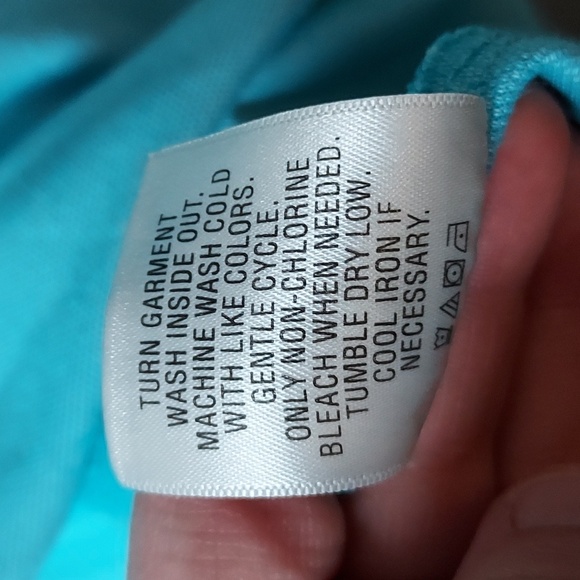 TURN GARMENT
WASH INSIDE OUT.
MACHINE WASH COLD
WITH LIKE COLORS.
GENTLE CYCLE.
ONLY NON-CHLORINE
BLEACH WHEN NEEDED.
TUMBLE DRY LOW.
COOL IRON IF
NECESSARY.